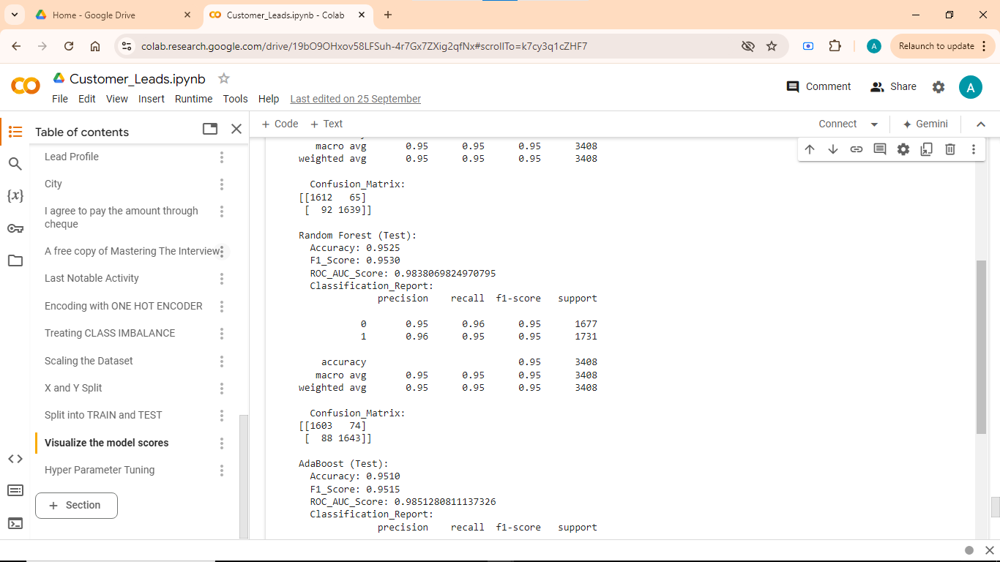 Home - Google Drive
Customer_Leads.ipynb - Colab
colab.research.google.com/drive/19bO9OHxov58LFSuh-4r7Gx7ZXig2qfNx#scrollTo=k7cy3q1cZHF7
A
Relaunch to update
Customer_Leads.ipynb
File Edit View Insert Runtime Tools Help Last edited on 25 September
Comment
Share
A
Table of contents
Lead Profile
City
I agree to pay the amount through
cheque
A free copy of Mastering The Interview
Last Notable Activity
Encoding with ONE HOT ENCODER
Treating CLASS IMBALANCE
Scaling the Dataset
X and Y Split
Split into TRAIN and TEST
Visualize the model scores
Hyper Parameter Tuning
+ Section
+ Code + Text
Connect
Gemini
macro avg 0.95 0.95 0.95 3408
weighted avg 0.95 0.95 0.95 3408
Confusion_Matrix:
[[1612 65]
[ 92 1639]]
Random Forest (Test):
Accuracy: 0.9525
F1_Score: 0.9530
ROC_AUC_Score: 0.9838069824970795
Classification_Report:
precision recall f1-score support
0 0.95 0.96 0.95 1677
1 0.96 0.95 0.95 1731
accuracy 0.95 3408
macro avg 0.95 0.95 0.95 3408
weighted avg 0.95 0.95 0.95 3408
Confusion_Matrix:
[[1603 74]
[ 88 1643]]
AdaBoost (Test):
Accuracy: 0.9510
F1_Score: 0.9515
ROC_AUC_Score: 0.9851280811137326
Classification_Report:
precision recall f1-score support